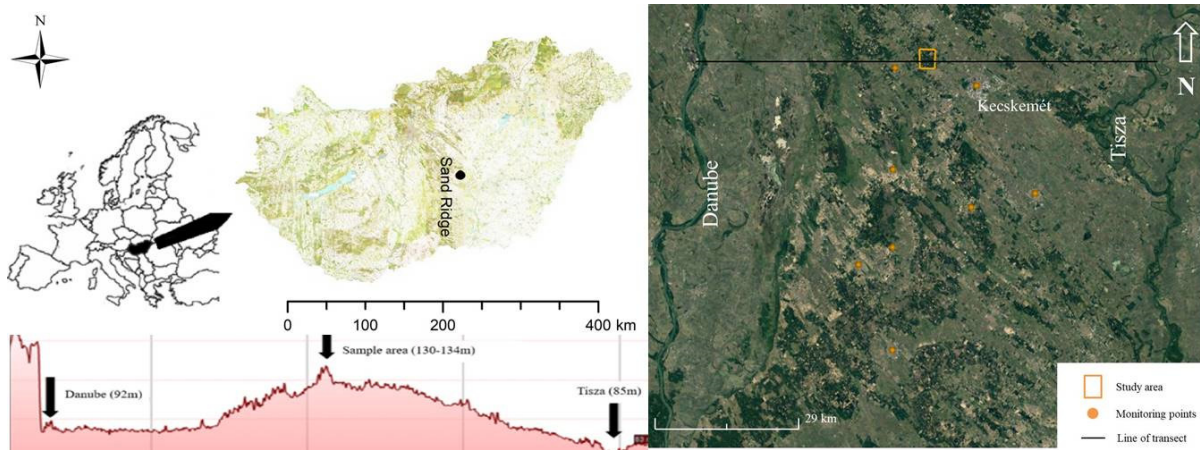 N
Sand Ridge
0 100 200 400 km
Sample area (130-134m)
Danube (92m)
Tisza (85m)
N
Kecskemét
Danube
Tisza
29 km
Study area
Monitoring points
Line of transect